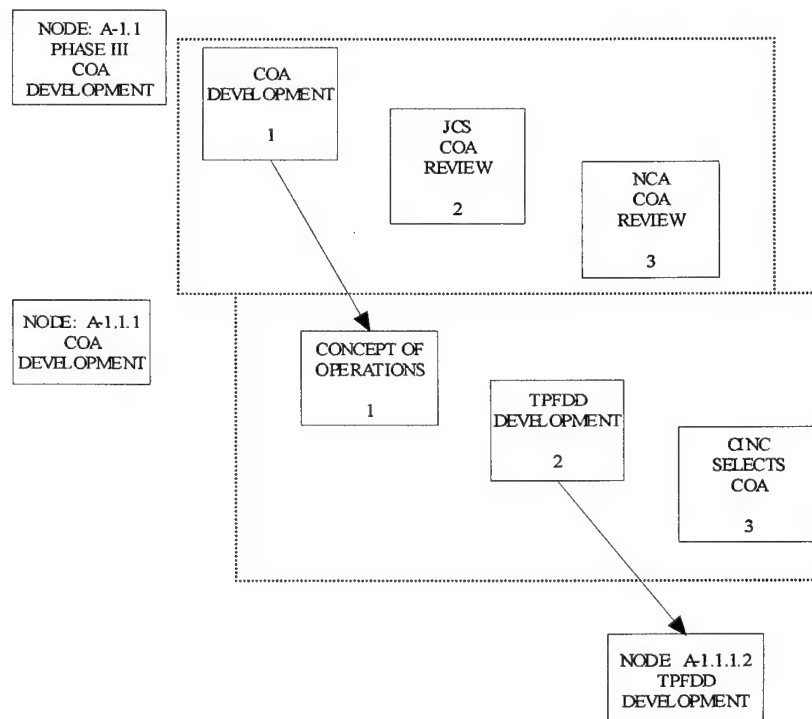 NODE: A-1.1
PHASE III
COA
DEVELOPMENT
COA
DEVELOPMENT
1
JCS
COA
REVIEW
2
NCA
COA
REVIEW
3
NODE: A-1.1.1
COA
DEVELOPMENT
CONCEPT OF
OPERATIONS
1
TPFDD
DEVELOPMENT
2
CINC
SELECTS
COA
3
NODE A-1.1.1.2
TPFDD
DEVELOPMENT